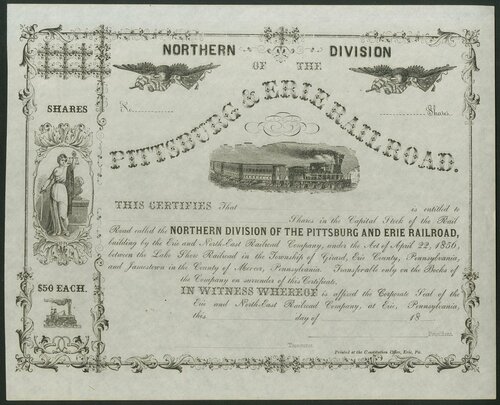 NORTHERN DIVISION
OF THE
PITTSBURG & ERIE RAILROAD.
SHARES
No.
Shares
THIS CERTIFIES That is entitled to
Shares in the Capital Stock of the Rail
Road called the NORTHERN DIVISION OF THE PITTSBURG AND ERIE RAILROAD,
building by the Erie and North-East Railroad Company, under the Act of April 22, 1856,
between the Lake Shore Railroad in the Township of Girard, Erie County, Pennsylvania,
and Jamestown in the County of Mercer, Pennsylvania. Transferable only on the Books of
the Company on surrender of this Certificate.
$50 EACH.
IN WITNESS WHEREOF is affixed the Corporate Seal of the
Erie and North-East Railroad Company, at Erie, Pennsylvania,
this day of 18
President
Treasurer
Printed at the Constitution Office, Erie, Pa.